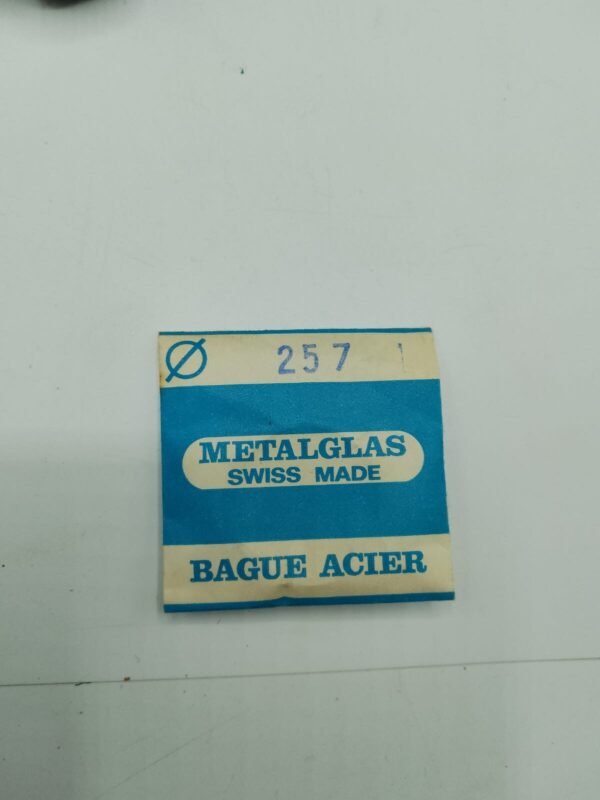 Ø 257
METALGLAS
SWISS MADE
BAGUE ACIER